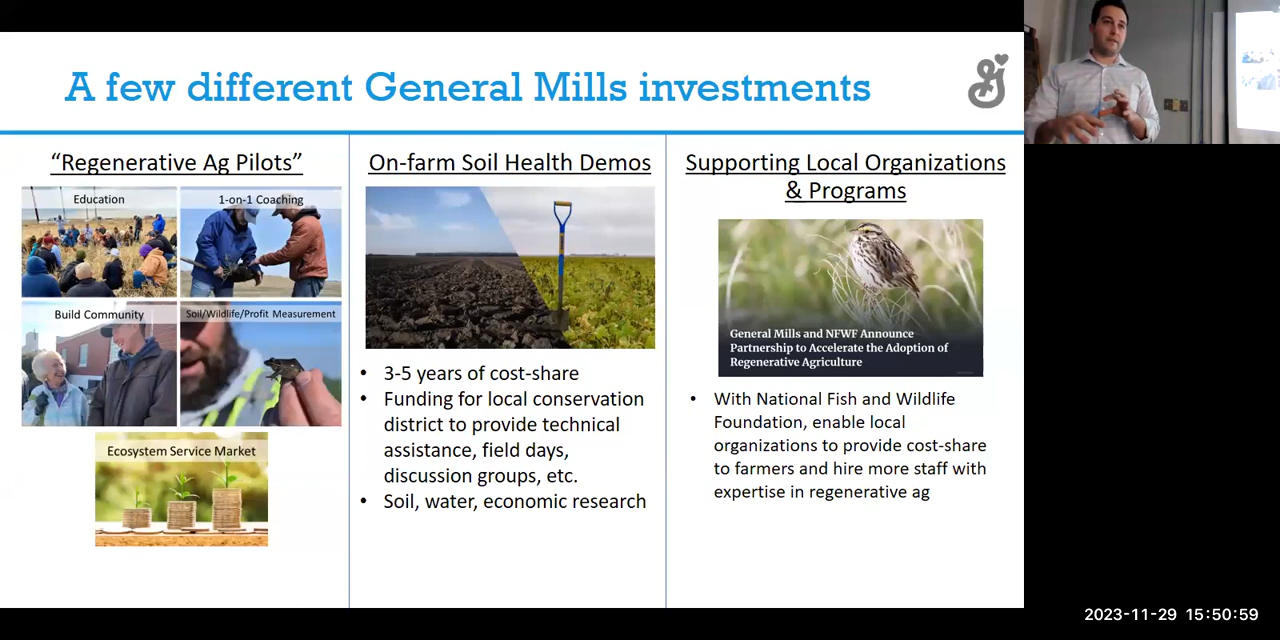 A few different General Mills investments
"Regenerative Ag Pilots"
Education
1-on-1 Coaching
Build Community
Soil/Wildlife/Profit Measurement
Ecosystem Service Market
On-farm Soil Health Demos
• 3-5 years of cost-share
• Funding for local conservation
district to provide technical
assistance, field days,
discussion groups, etc.
• Soil, water, economic research
Supporting Local Organizations
& Programs
General Mills and NFWF Announce
Partnership to Accelerate the Adoption of
Regenerative Agriculture
• With National Fish and Wildlife
Foundation, enable local
organizations to provide cost-share
to farmers and hire more staff with
expertise in regenerative ag
2023-11-29 15:50:59